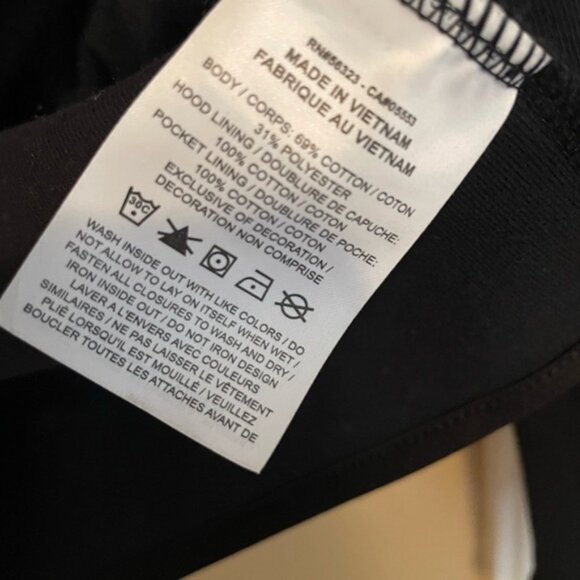 RN#56323 - CA#05553
MADE IN VIETNAM
FABRIQUE AU VIETNAM
BODY / CORPS: 69% COTTON / COTON
31% POLYESTER
HOOD LINING / DOUBLURE DE CAPUCHE:
100% COTTON / COTON
POCKET LINING / DOUBLURE DE POCHE:
100% COTTON / COTON
EXCLUSIVE OF DECORATION /
DECORATION NON COMPRISE
30C
WASH INSIDE OUT WITH LIKE COLORS / DO
NOT ALLOW TO LAY ON ITSELF WHEN WET /
FASTEN ALL CLOSURES TO WASH AND DRY /
IRON INSIDE OUT / DO NOT IRON DESIGN
LAVER A L'ENVERS AVEC COULEURS
SIMILAIRES / NE PAS LAISSER LE VÊTEMENT
PLIÉ LORSQU'IL EST MOUILLÉ / VEUILLEZ
BOUCLER TOUTES LES ATTACHES AVANT DE